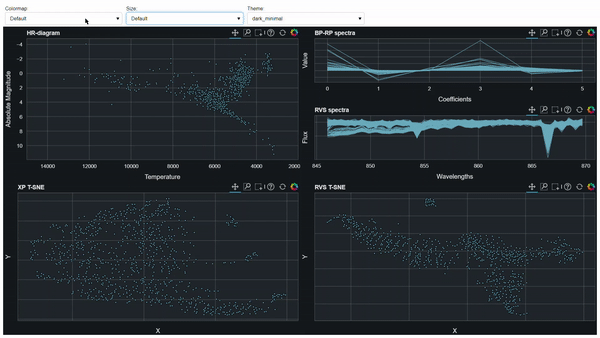 Colormap: Size: Theme:
Default Default dark_minimal
HR-diagram
Absolute Magnitude
-4
-2
0
2
4
6
8
10
14000 12000 10000 8000 6000 4000 2000
Temperature
BP-RP spectra
Value
0 1 2 3 4 5
Coefficients
RVS spectra
Flux
845 850 855 860 865 870
Wavelengths
XP T-SNE
Y
X
RVS T-SNE
Y
X